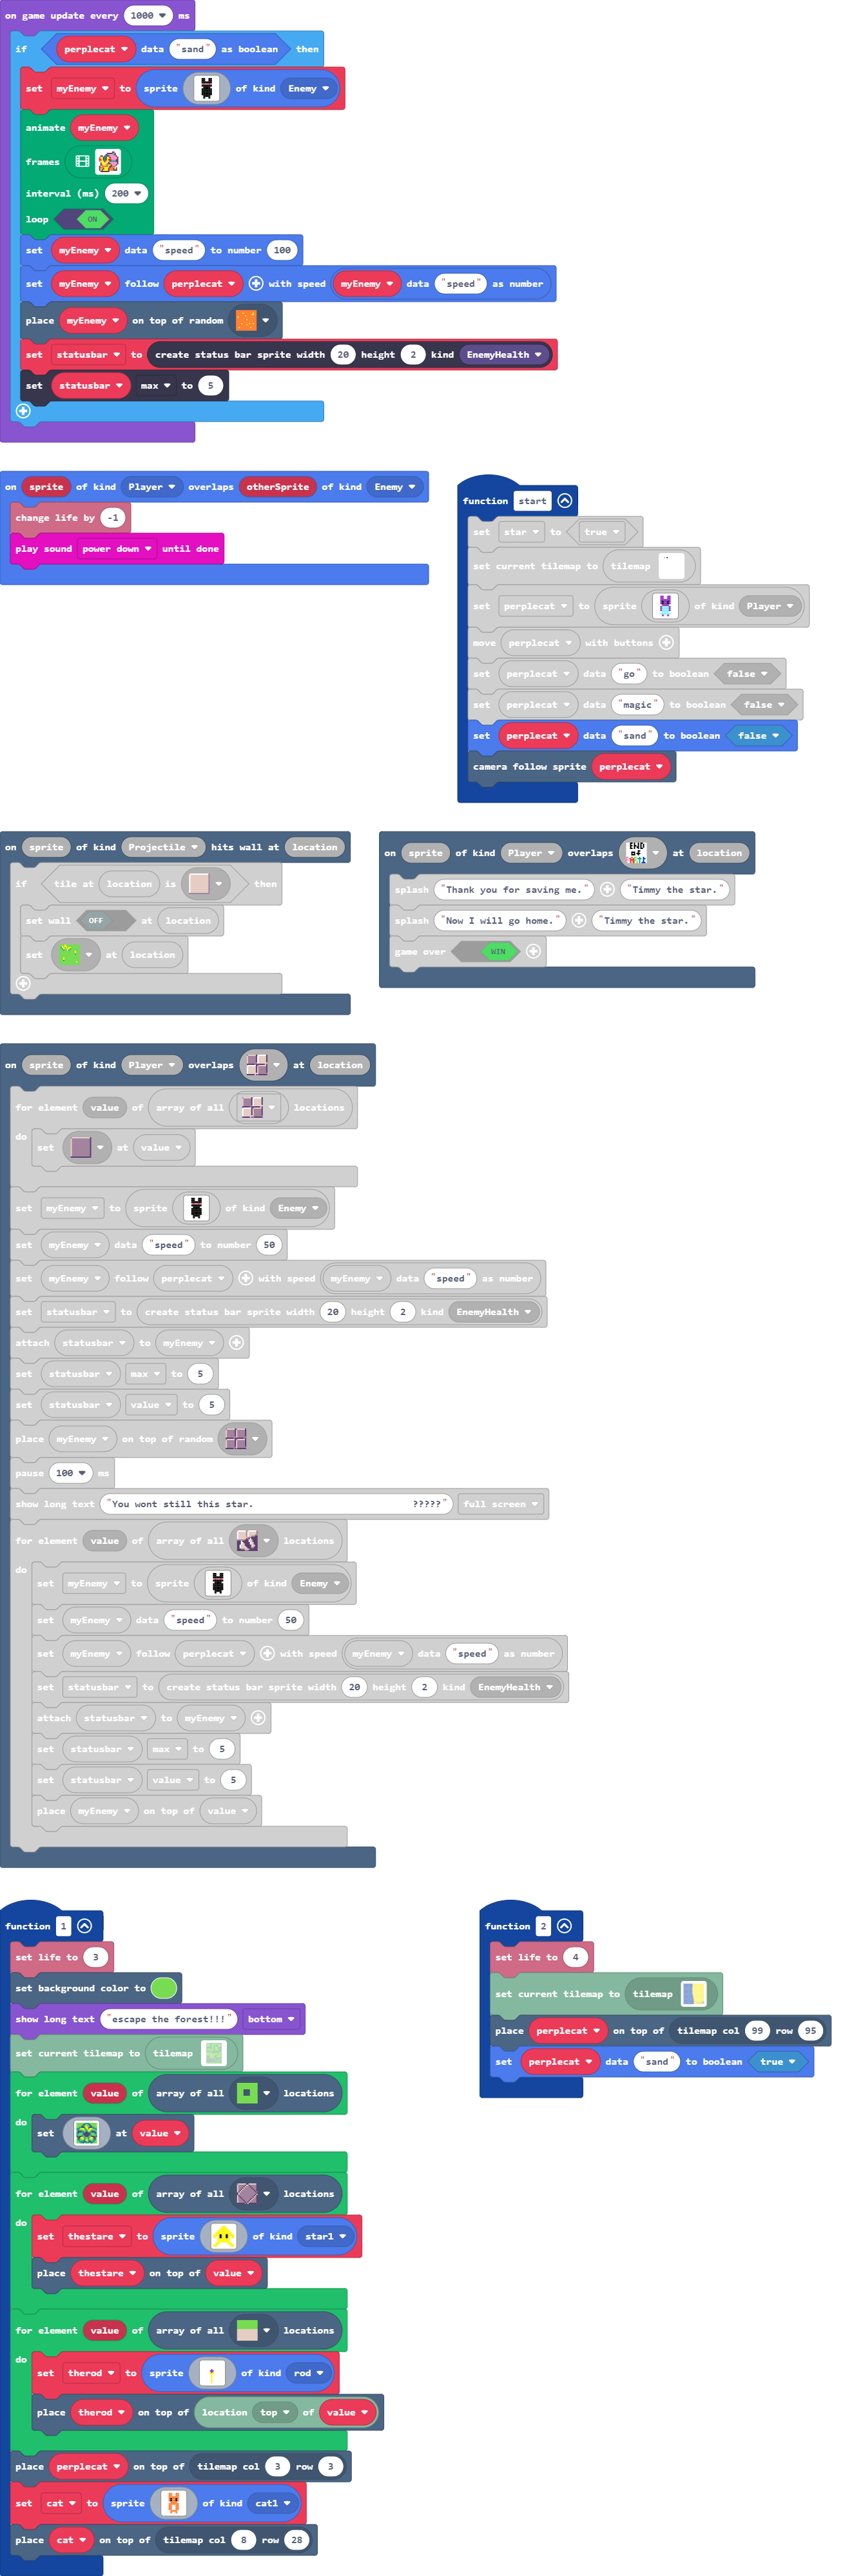 on game update every 1000 ms
if perplecat data "sand" as boolean then
set myEnemy to sprite of kind Enemy
animate myEnemy
frames
interval (ms) 200
loop ON
set myEnemy data "speed" to number 100
set myEnemy follow perplecat with speed myEnemy data "speed" as number
place myEnemy on top of random
set statusbar to create status bar sprite width 20 height 2 kind EnemyHealth
set statusbar max to 5
on sprite of kind Player overlaps otherSprite of kind Enemy
change life by -1
play sound power down until done
function start
set star to true
set current tilemap to tilemap
set perplecat to sprite of kind Player
move perplecat with buttons
set perplecat data "go" to boolean false
set perplecat data "magic" to boolean false
set perplecat data "sand" to boolean false
camera follow sprite perplecat
on sprite of kind Projectile hits wall at location
if tile at location is then
set wall OFF at location
set at location
on sprite of kind Player overlaps END of PART1 at location
splash "Thank you for saving me." "Timmy the star."
splash "Now I will go home." "Timmy the star."
game over WIN
on sprite of kind Player overlaps at location
for element value of array of all locations
do set at value
set myEnemy to sprite of kind Enemy
set myEnemy data "speed" to number 50
set myEnemy follow perplecat with speed myEnemy data "speed" as number
set statusbar to create status bar sprite width 20 height 2 kind EnemyHealth
attach statusbar to myEnemy
set statusbar max to 5
set statusbar value to 5
place myEnemy on top of random
pause 100 ms
show long text "You wont still this star. ?????" full screen
for element value of array of all locations
do set myEnemy to sprite of kind Enemy
set myEnemy data "speed" to number 50
set myEnemy follow perplecat with speed myEnemy data "speed" as number
set statusbar to create status bar sprite width 20 height 2 kind EnemyHealth
attach statusbar to myEnemy
set statusbar max to 5
set statusbar value to 5
place myEnemy on top of value
function 1
set life to 3
set background color to
show long text "escape the forest!!!" bottom
set current tilemap to tilemap
for element value of array of all locations
do set at value
for element value of array of all locations
do set thestare to sprite of kind star1
place thestare on top of value
for element value of array of all locations
do set therod to sprite of kind rod
place therod on top of location top of value
place perplecat on top of tilemap col 3 row 3
set cat to sprite of kind cat1
place cat on top of tilemap col 8 row 28
function 2
set life to 4
set current tilemap to tilemap
place perplecat on top of tilemap col 99 row 95
set perplecat data "sand" to boolean true